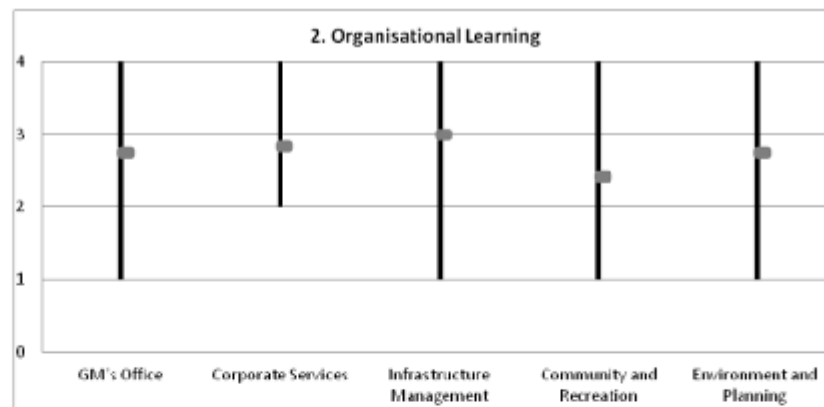 2. Organisational Learning
4
3
2
1
0
GM's Office
Corporate Services
Infrastructure
Management
Community and
Recreation
Environment and
Planning